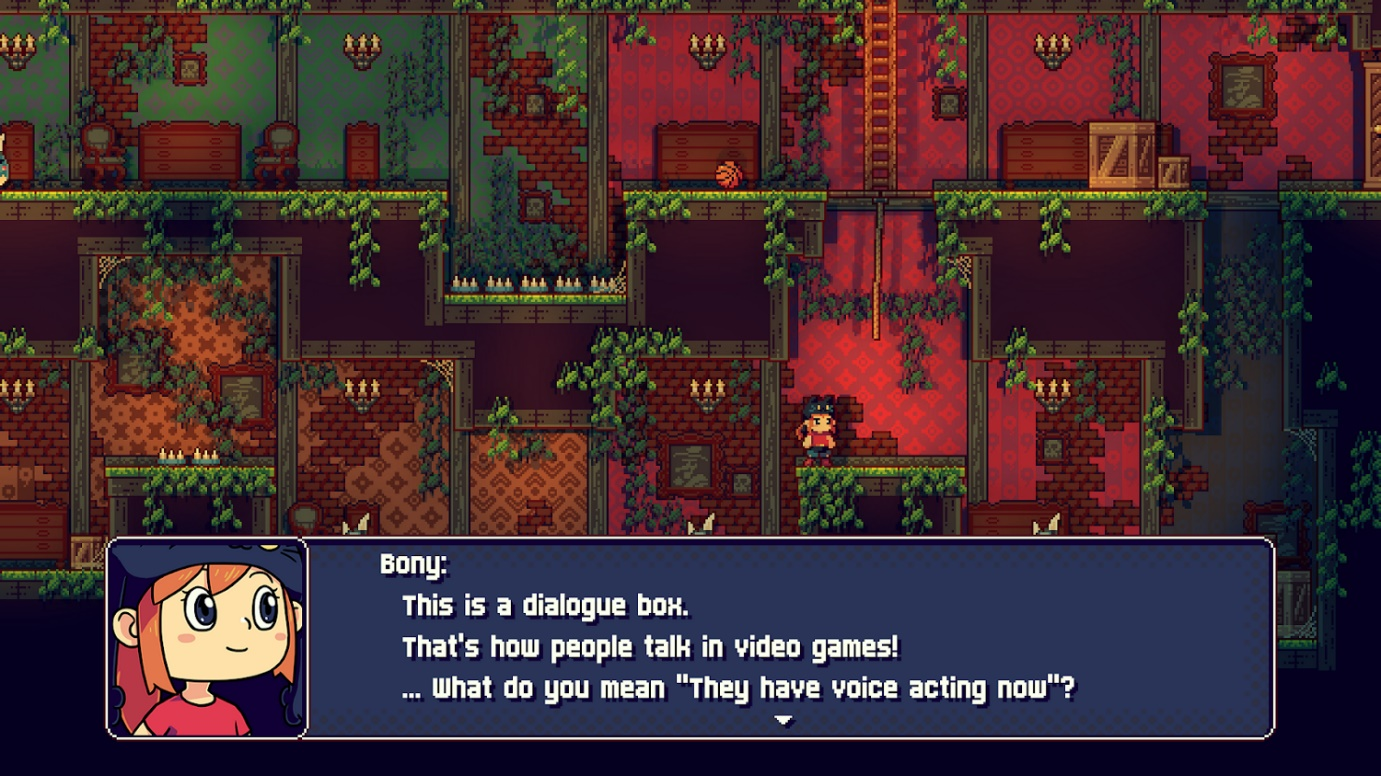 Bony:
This is a dialogue box.
That's how people talk in video games!
... What do you mean "They have voice acting now"?